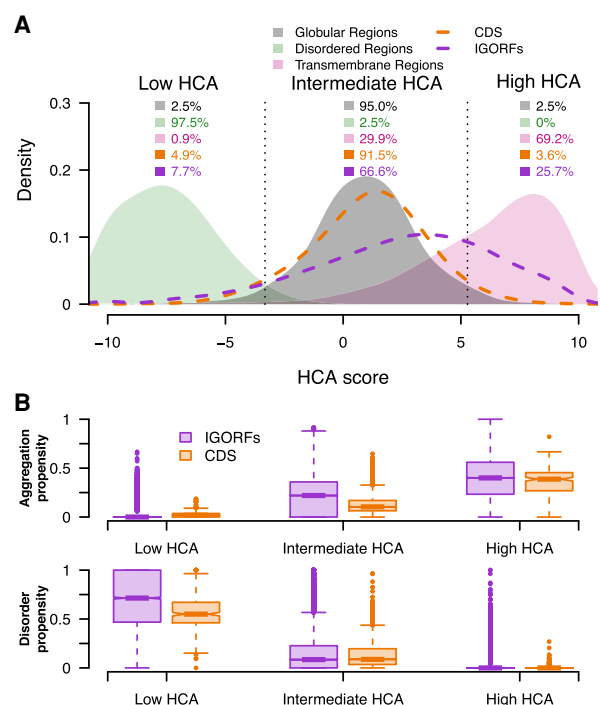 A
Globular Regions
Disordered Regions
Transmembrane Regions
CDS
IGORFs
Low HCA
Intermediate HCA
High HCA
2.5%
97.5%
0.9%
4.9%
7.7%
95.0%
2.5%
29.9%
91.5%
66.6%
2.5%
0%
69.2%
3.6%
25.7%
Density
0.3
0.2
0.1
0
−10
−5
0
5
10
HCA score
B
Aggregation
propensity
1
0.5
0
IGORFs
CDS
Low HCA
Intermediate HCA
High HCA
Disorder
propensity
1
0.5
0
Low HCA
Intermediate HCA
High HCA